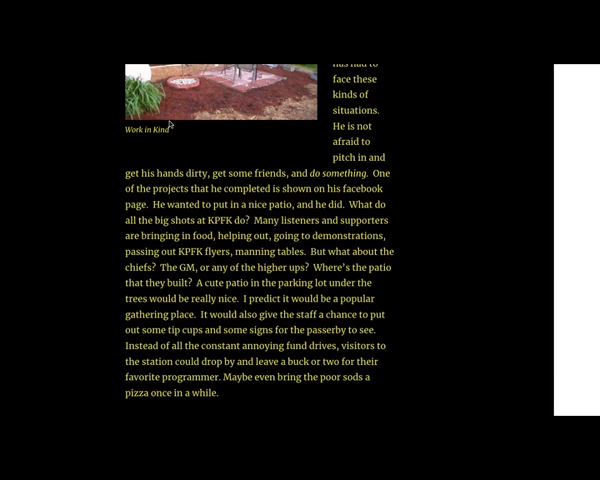 has had to
face these
kinds of
situations.
He is not
afraid to
pitch in and
Work in Kind
get his hands dirty, get some friends, and do something.  One
of the projects that he completed is shown on his facebook
page.  He wanted to put in a nice patio, and he did.  What do
all the big shots at KPFK do?  Many listeners and supporters
are bringing in food, helping out, going to demonstrations,
passing out KPFK flyers, manning tables.  But what about the
chiefs?  The GM, or any of the higher ups?  Where's the patio
that they built?  A cute patio in the parking lot under the
trees would be really nice.  I predict it would be a popular
gathering place.  It would also give the staff a chance to put
out some tip cups and some signs for the passerby to see.
Instead of all the constant annoying fund drives, visitors to
the station could drop by and leave a buck or two for their
favorite programmer. Maybe even bring the poor sods a
pizza once in a while.